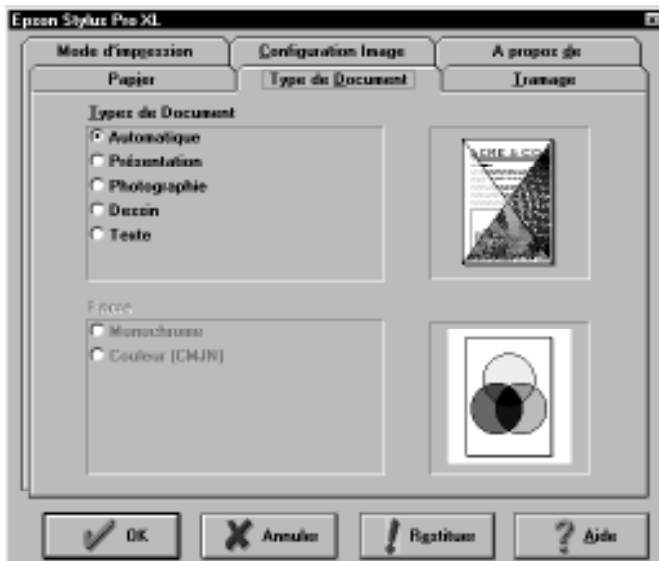 Epson Stylus Pro XL
Mode d'impression
Configuration Image
A propos de
Papier
Type de Document
Tramage
Types de Document
Automatique
Présentation
Photographie
Dessin
Texte
Encre
Monochrome
Couleur (CMJN)
OK
Annuler
Restituer
Aide